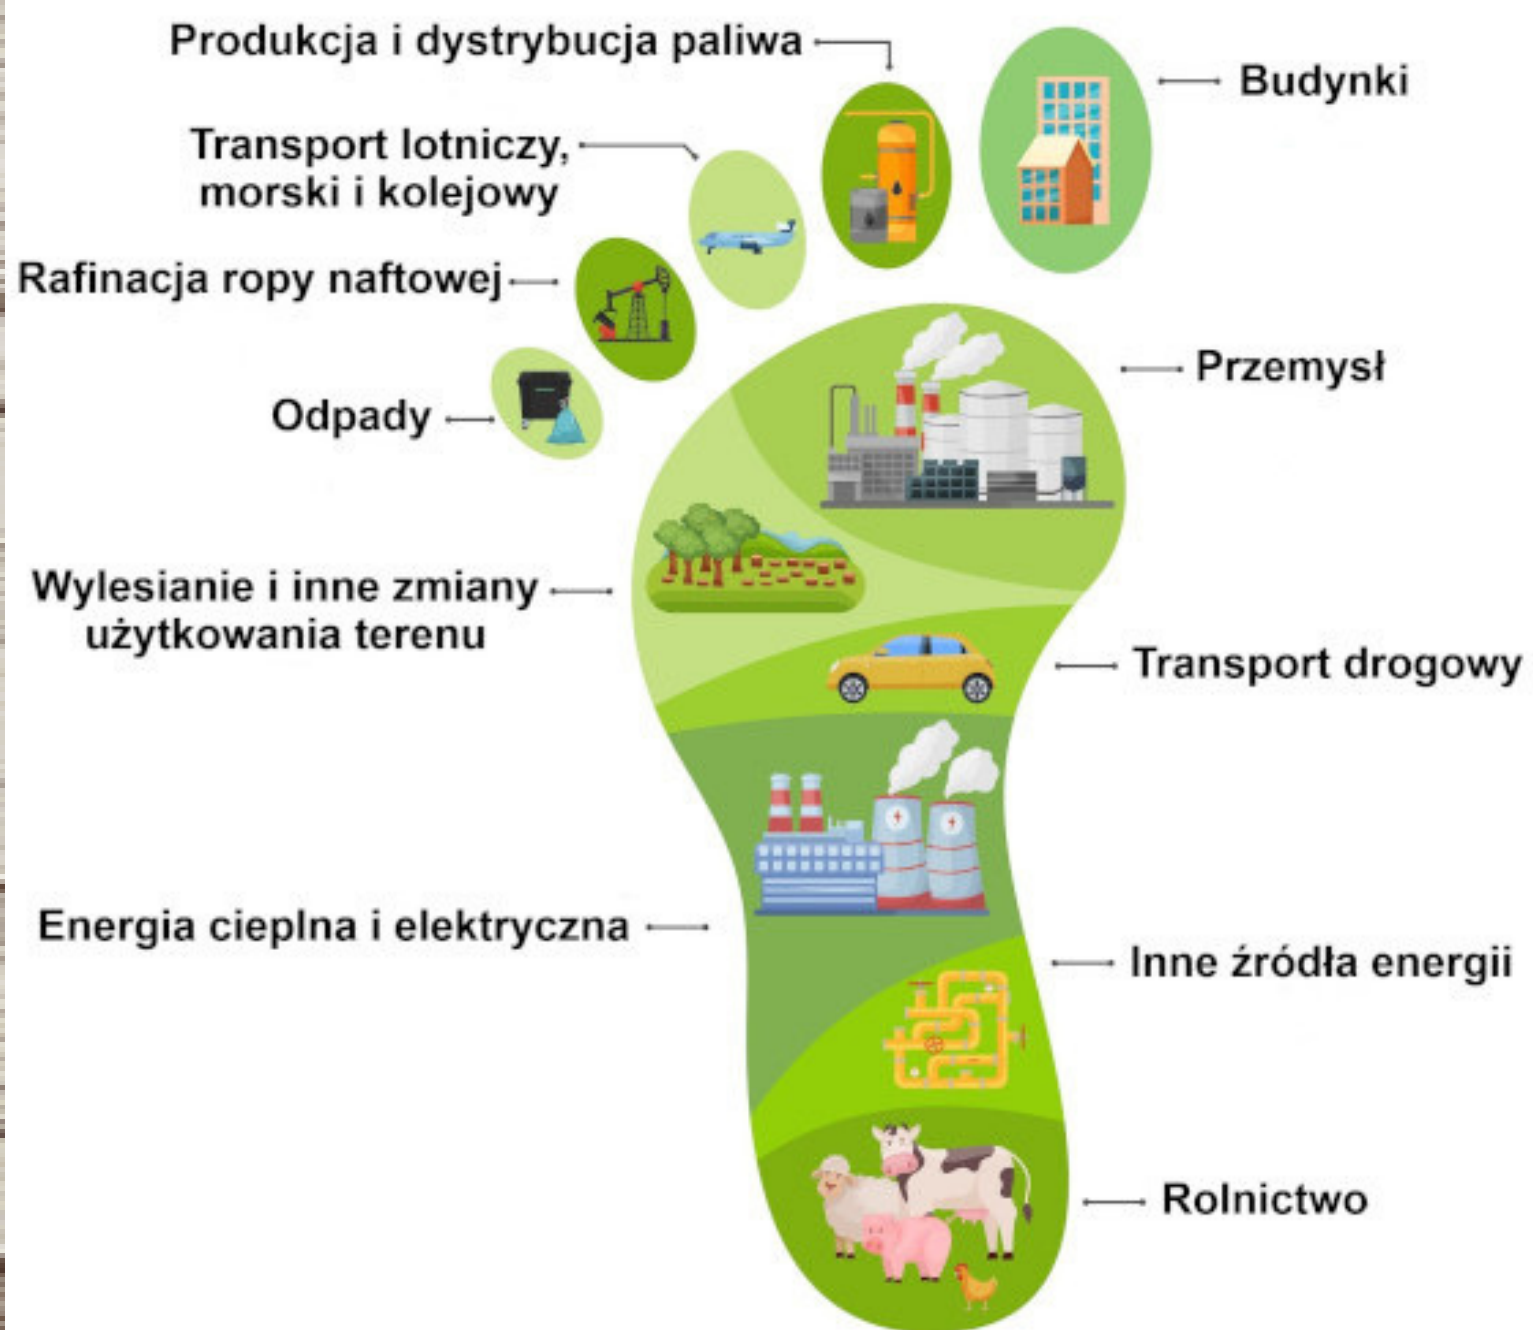 Produkcja i dystrybucja paliwa
Budynki
Transport lotniczy,
morski i kolejowy
Rafinacja ropy naftowej
Przemysł
Odpady
Wylesianie i inne zmiany
użytkowania terenu
Transport drogowy
Energia cieplna i elektryczna
Inne źródła energii
Rolnictwo